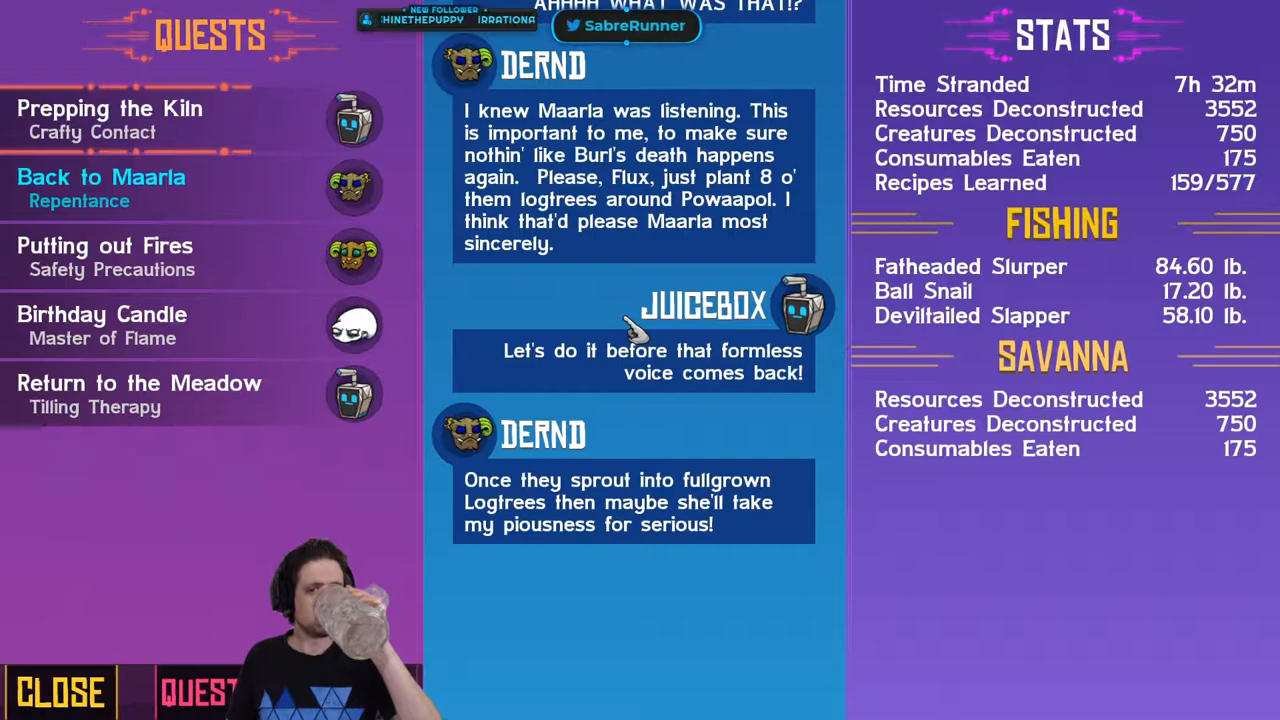 QUESTS
Prepping the Kiln
Crafty Contact
Back to Maarla
Repentance
Putting out Fires
Safety Precautions
Birthday Candle
Master of Flame
Return to the Meadow
Tilling Therapy
CLOSE
QUEST
NEW FOLLOWER
SHINETHEPUPPY IRRATIONA
SabreRunner
AHHHH WHAT WAS THAT!?
DERND
I knew Maarla was listening. This
is important to me, to make sure
nothin' like Burl's death happens
again. Please, Flux, just plant 8 o'
them logtrees around Powaapol. I
think that'd please Maarla most
sincerely.
JUICEBOX
Let's do it before that formless
voice comes back!
DERND
Once they sprout into fullgrown
Logtrees then maybe she'll take
my piousness for serious!
STATS
Time Stranded 7h 32m
Resources Deconstructed 3552
Creatures Deconstructed 750
Consumables Eaten 175
Recipes Learned 159/577
FISHING
Fatheaded Slurper 84.60 lb.
Ball Snail 17.20 lb.
Deviltailed Slapper 58.10 lb.
SAVANNA
Resources Deconstructed 3552
Creatures Deconstructed 750
Consumables Eaten 175